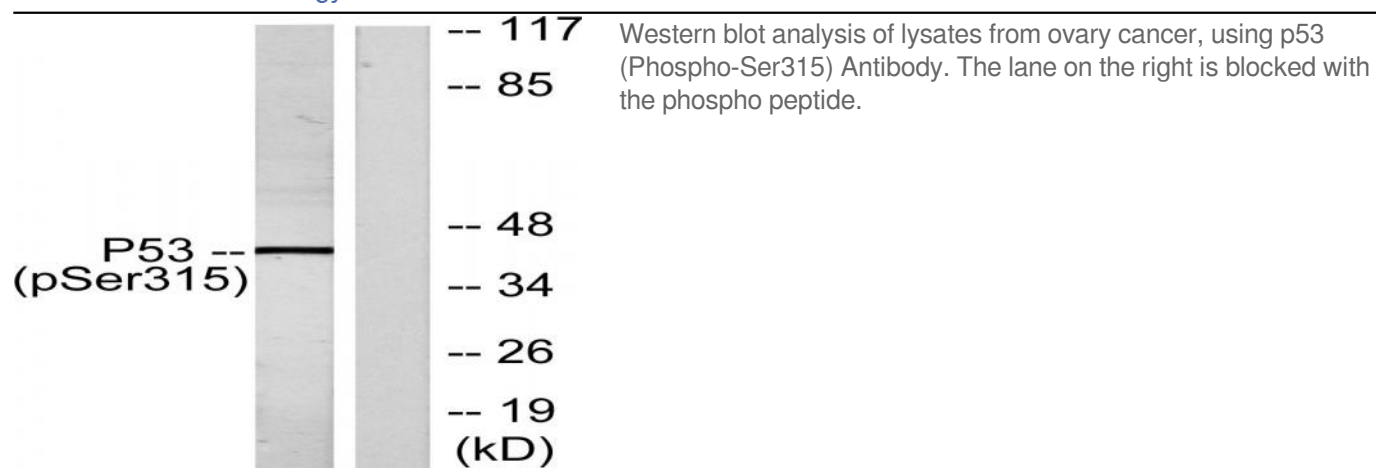 gy
-- 117
-- 85
-- 48
P53 --
(pSer315)
-- 34
-- 26
-- 19
(kD)
Western blot analysis of lysates from ovary cancer, using p53
(Phospho-Ser315) Antibody. The lane on the right is blocked with
the phospho peptide.